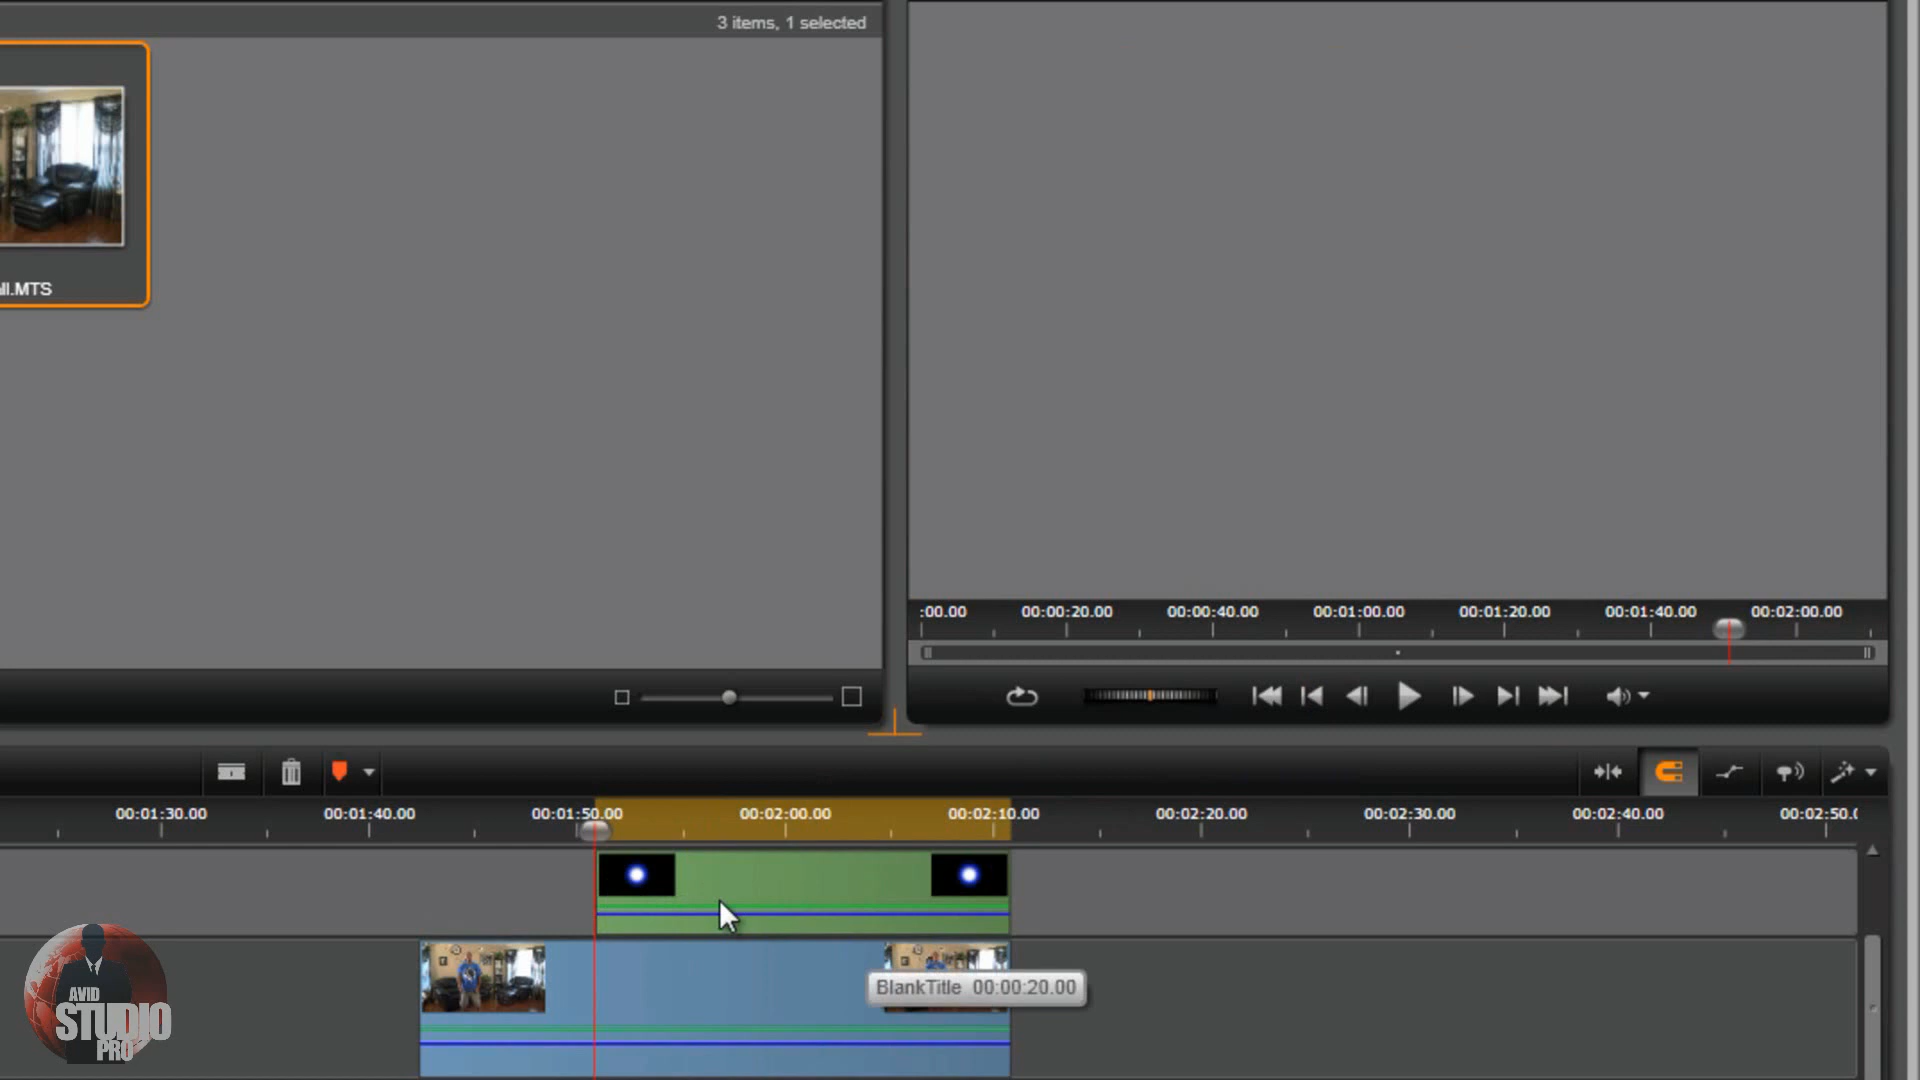 3 items, 1 selected
ll.MTS
:00.00 00:00:20.00 00:00:40.00 00:01:00.00 00:01:20.00 00:01:40.00 00:02:00.00
00:01:30.00 00:01:40.00 00:01:50.00 00:02:00.00 00:02:10.00 00:02:20.00 00:02:30.00 00:02:40.00 00:02:50.0
BlankTitle 00:00:20.00
AVID
STUDIO
PRO